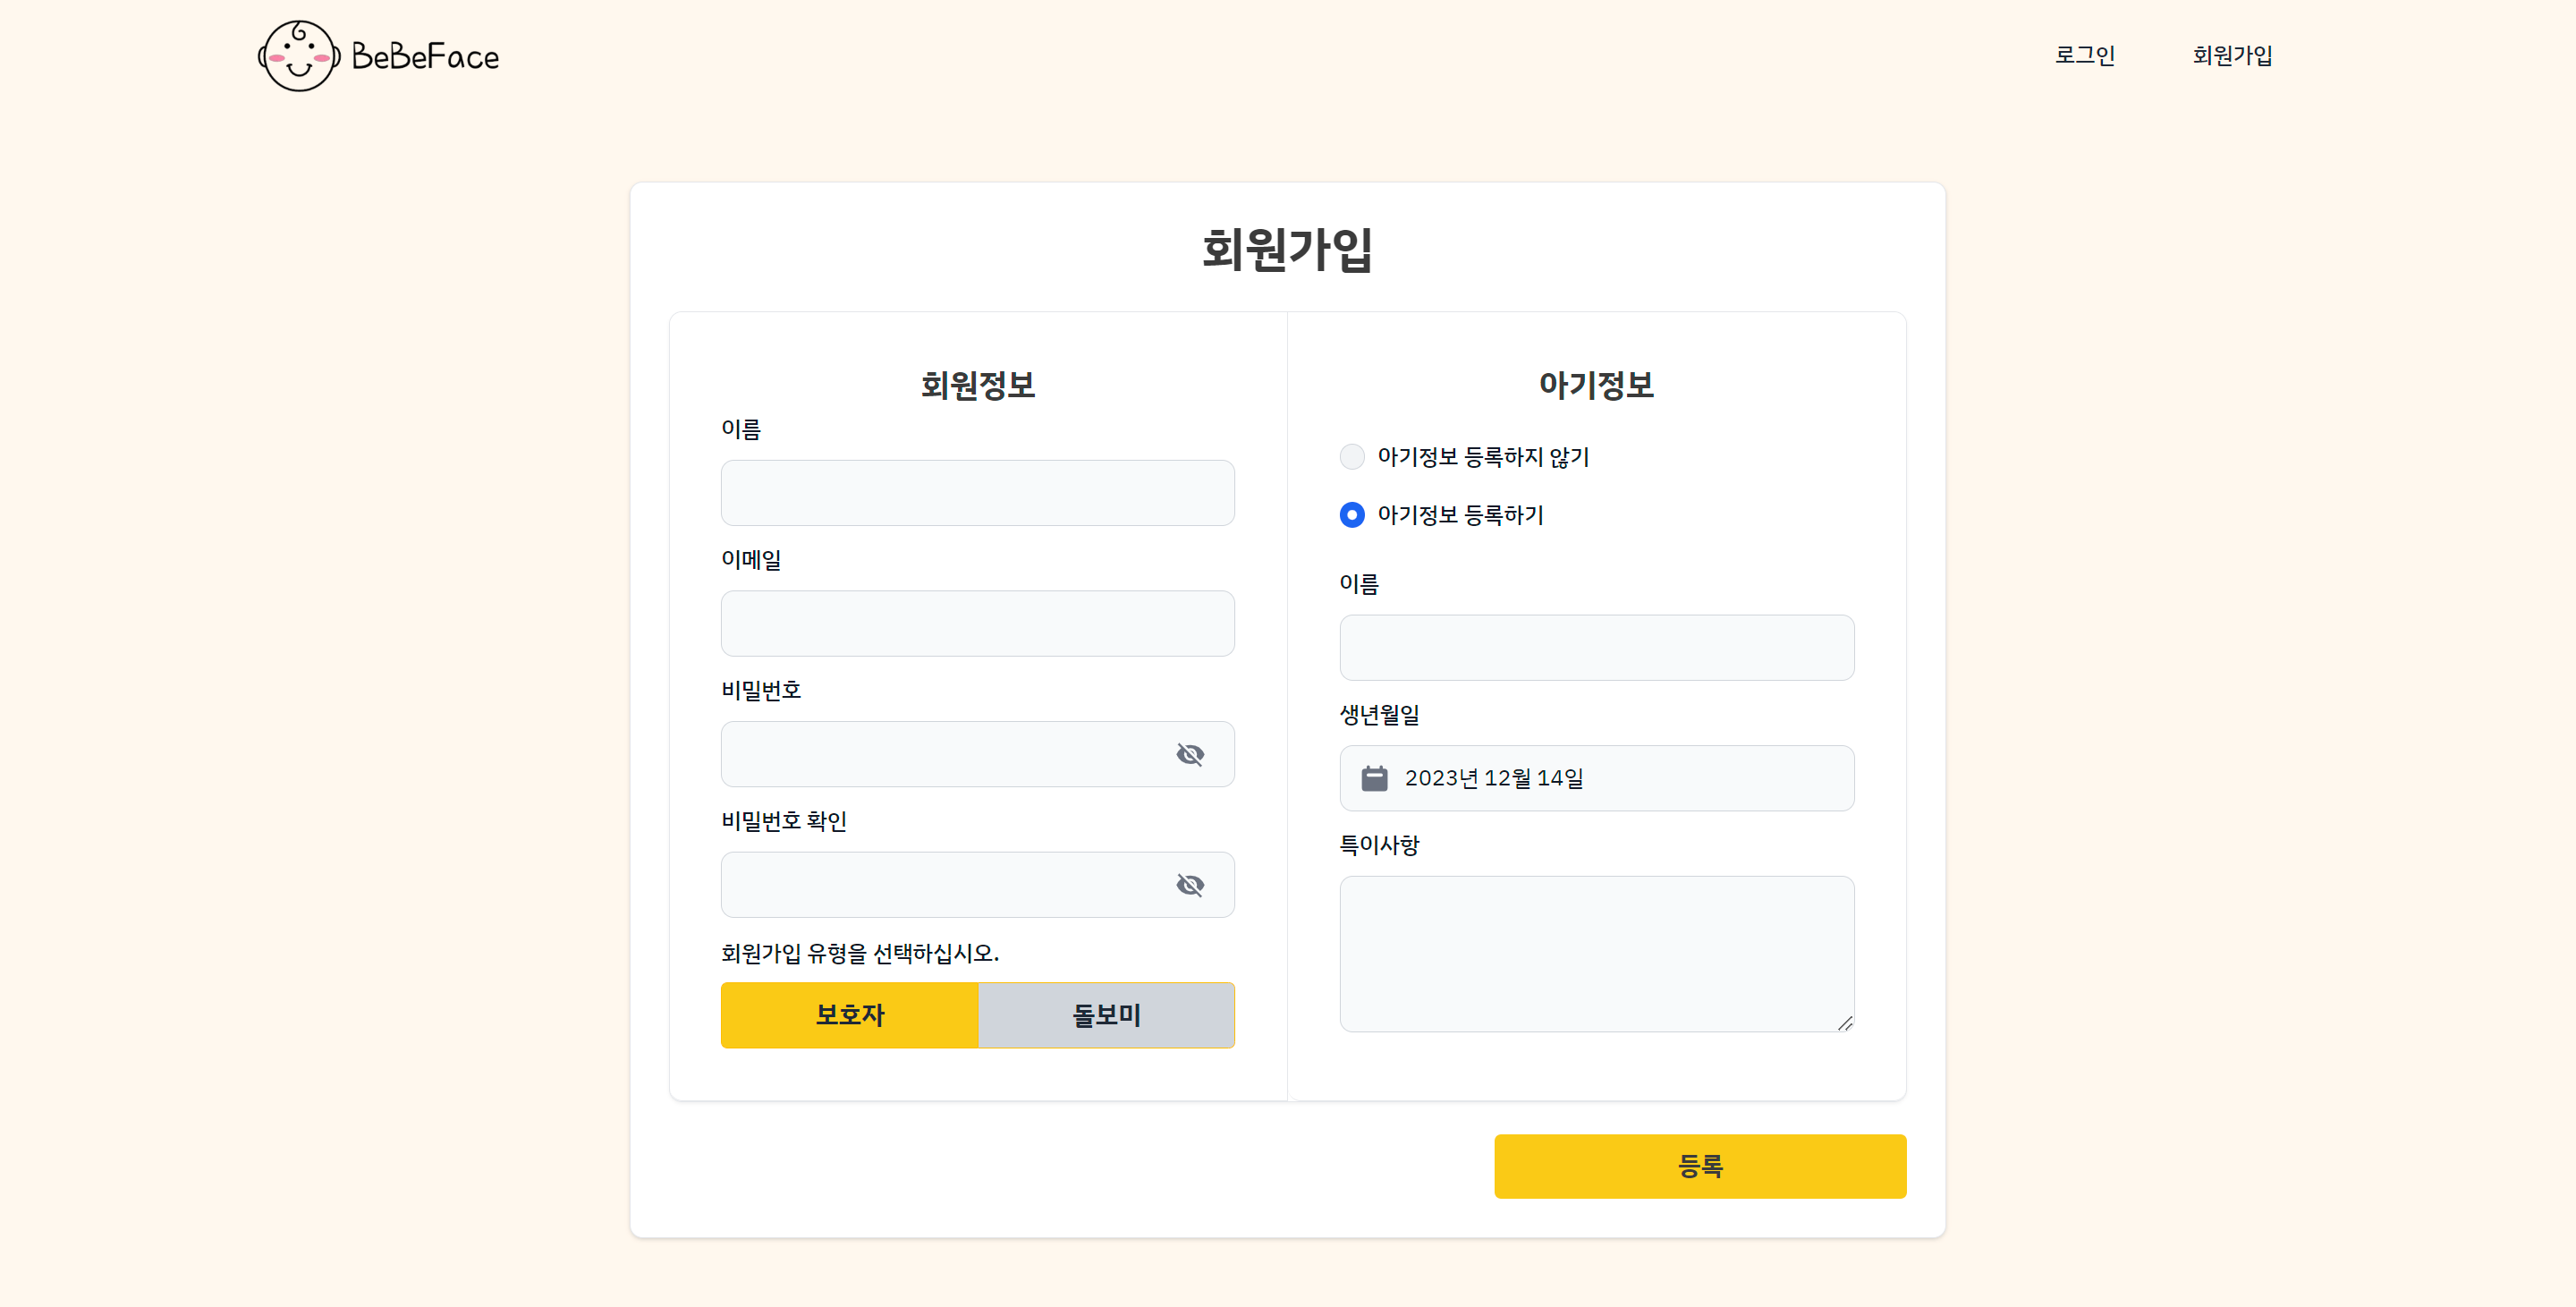 BeBeFace
로그인
회원가입
회원가입
회원정보
이름
이메일
비밀번호
비밀번호 확인
회원가입 유형을 선택하십시오.
보호자
돌보미
아기정보
아기정보 등록하지 않기
아기정보 등록하기
이름
생년월일
2023년 12월 14일
특이사항
등록